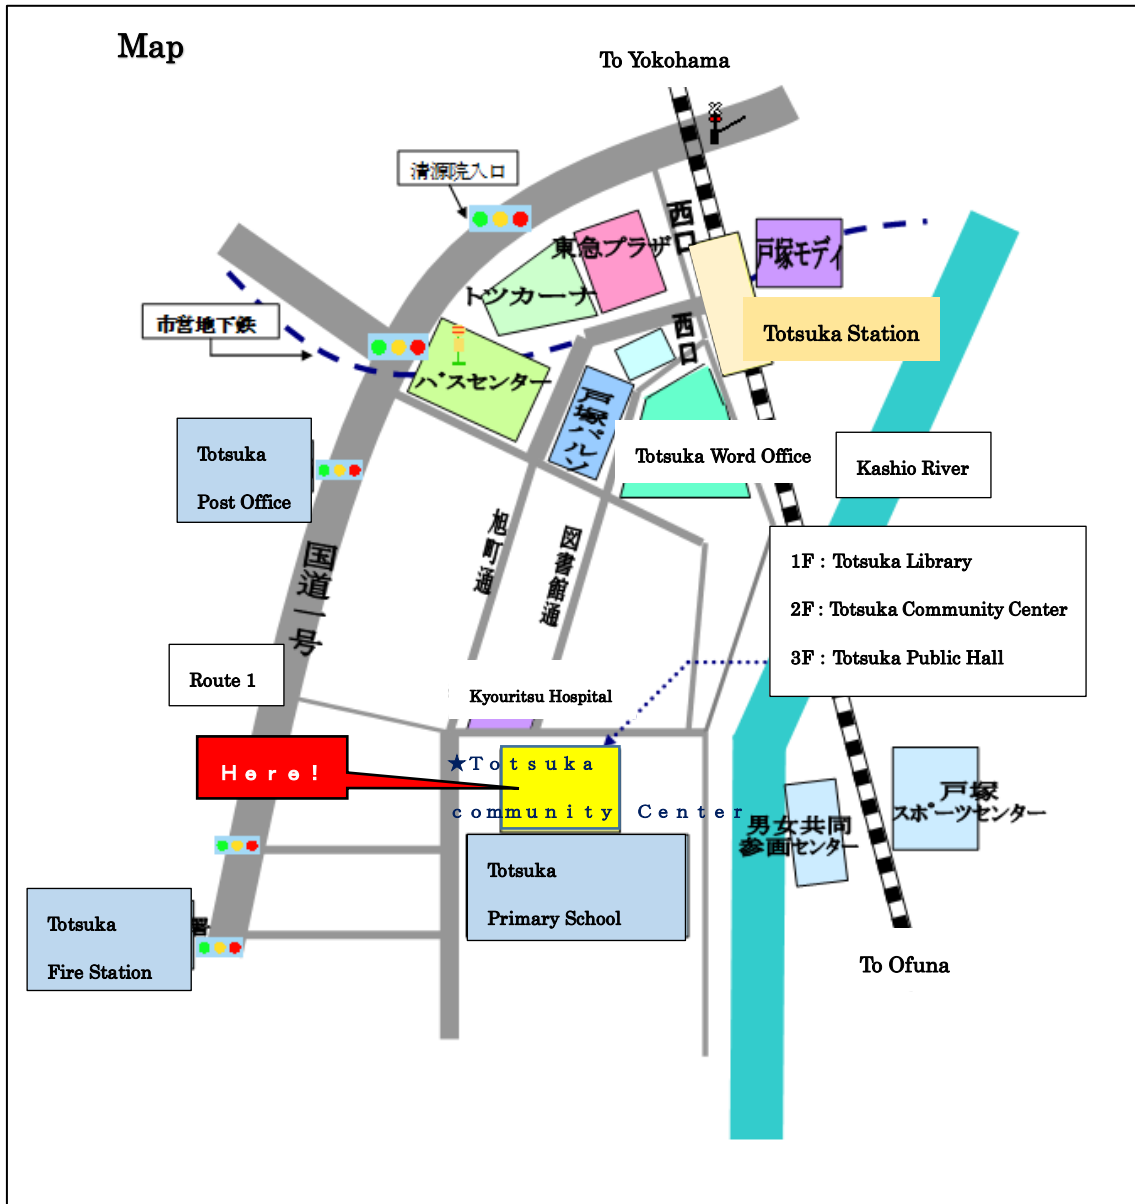 Map
To Yokohama
清源院入口
西口
東急プラザ
戸塚モディ
トツカーナ
市営地下鉄
西口
Totsuka Station
バスセンター
戸塚パルソ
Totsuka
Post Office
Totsuka Word Office
Kashio River
国道一号
旭町通
図書館通
1F : Totsuka Library
2F : Totsuka Community Center
3F : Totsuka Public Hall
Route 1
Kyouritsu Hospital
Here!
★Totsuka
community Center
戸塚
スポーツセンター
男女共同
参画センター
Totsuka
Primary School
Totsuka
Fire Station
署
To Ofuna